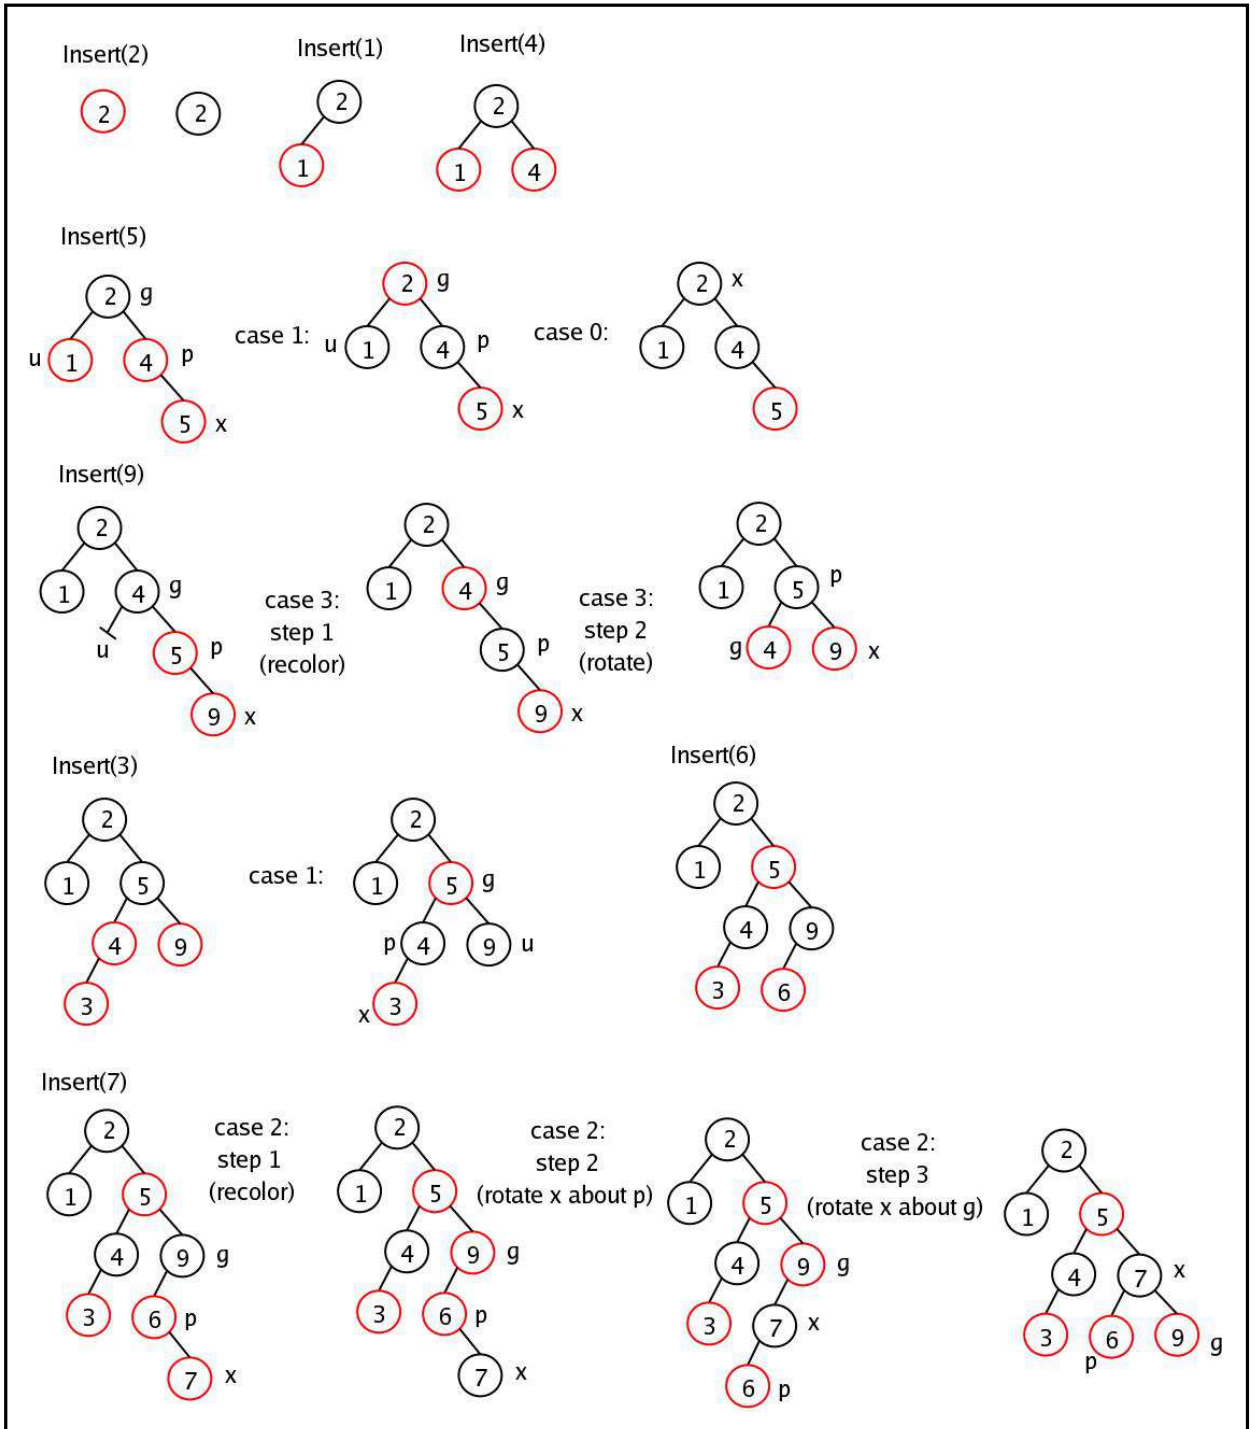 Insert(2) Insert(1) Insert(4)
2 2 2 2
1 1 4
Insert(5)
2 g 2 g 2 x
u 1 4 p case 1: u 1 4 p case 0: 1 4
5 x 5 x 5
Insert(9)
2 2 2
1 4 g 1 4 g 1 5 p
case 3: case 3:
step 1 step 2
(recolor) (rotate)
u 5 p 5 p g 4 9 x
9 x 9 x
Insert(3) Insert(6)
2 2 2
1 5 case 1: 1 5 g 1 5
4 9 p 4 9 u 4 9
3 x 3 3 6
Insert(7)
case 2: case 2: case 2:
step 1 step 2 step 3
(recolor) (rotate x about p) (rotate x about g)
2 2 2 2
1 5 1 5 1 5 1 5
4 9 g 4 9 g 4 9 g 4 7 x
3 6 p 3 6 p 3 7 x 3 p 6 9 g
7 x 7 x 6 p